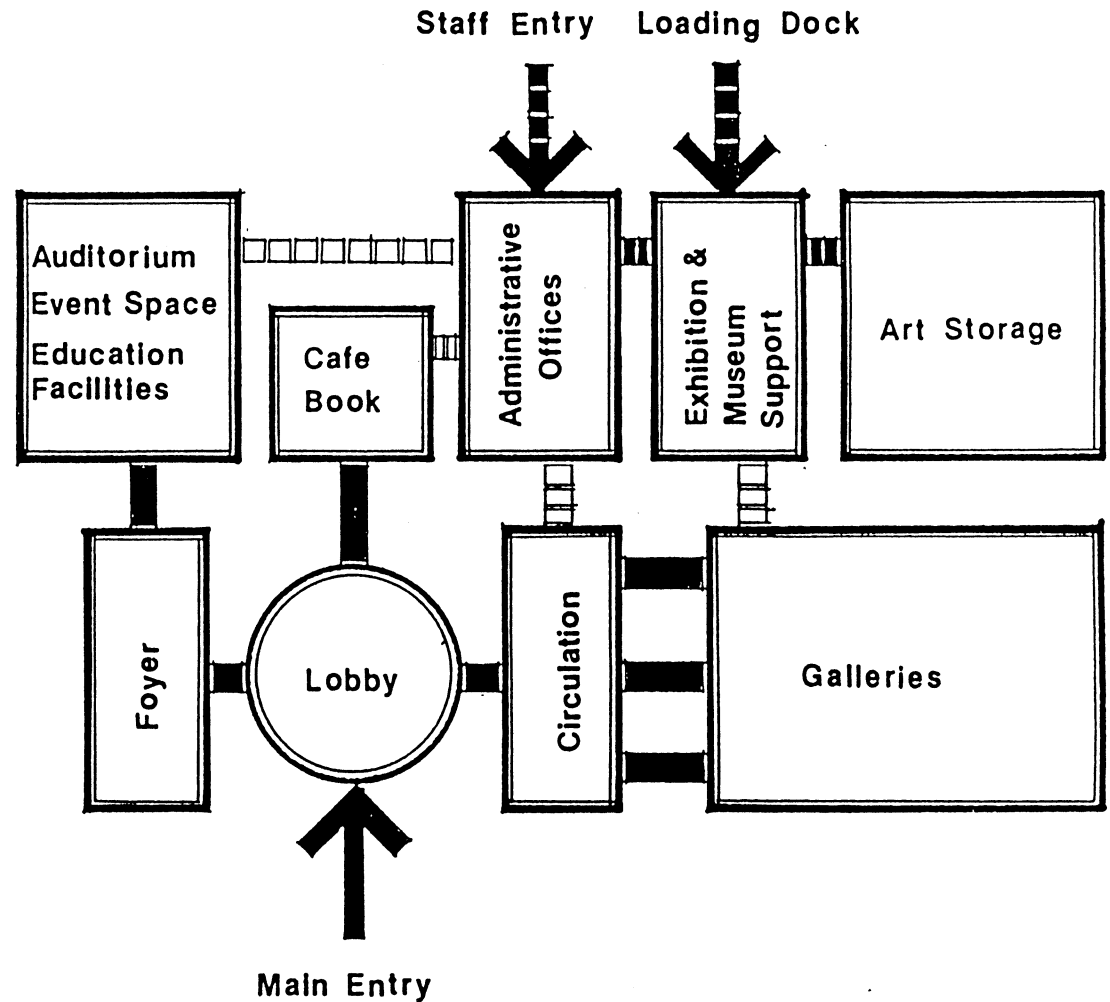 Staff Entry
Loading Dock
Auditorium
Event Space
Education
Facilities
Cafe
Book
Administrative
Offices
Exhibition &
Museum
Support
Art Storage
Foyer
Lobby
Circulation
Galleries
Main Entry